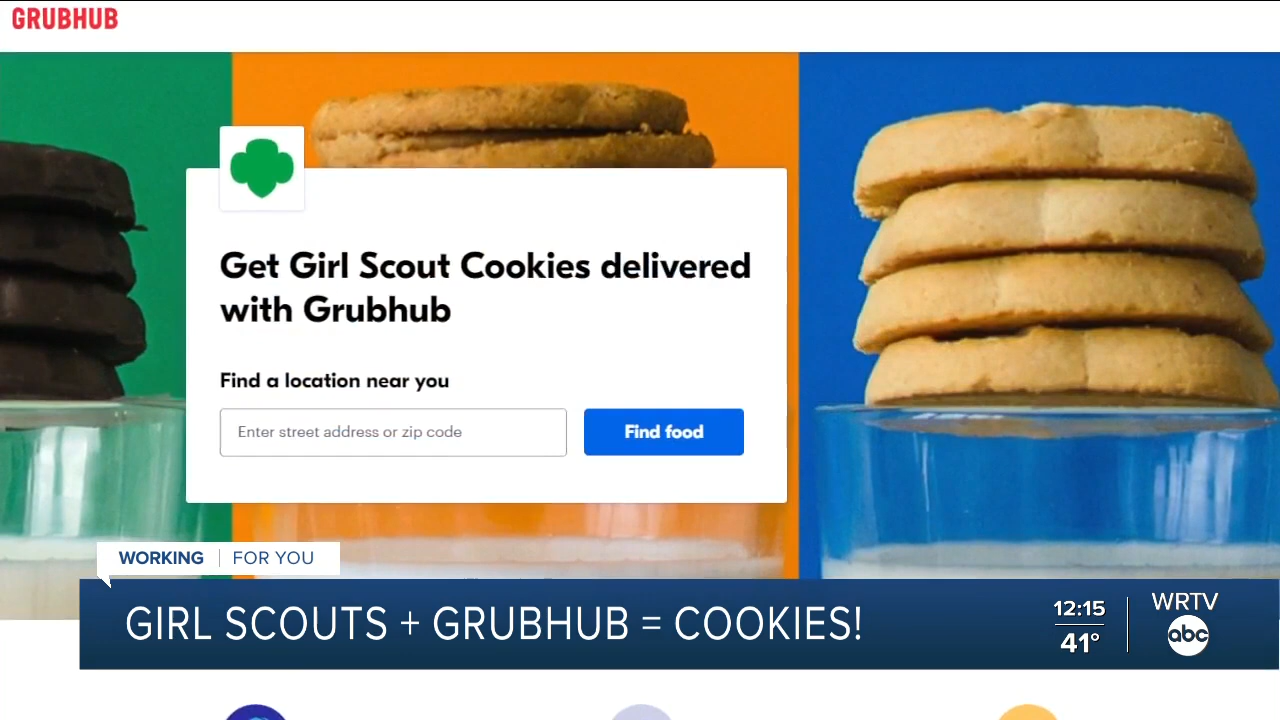 GRUBHUB
Get Girl Scout Cookies delivered
with Grubhub
Find a location near you
Enter street address or zip code
Find food
WORKING | FOR YOU
GIRL SCOUTS + GRUBHUB = COOKIES!
12:15
41°
WRTV
abc